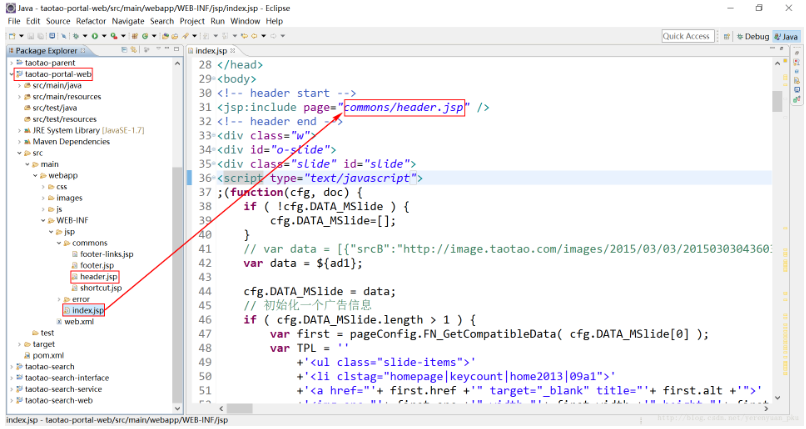 Java - taotao-portal-web/src/main/webapp/WEB-INF/jsp/index.jsp - Eclipse
File Edit Source Refactor Navigate Search Project Run Window Help
Quick Access
Debug
Java
Package Explorer
taotao-parent
taotao-portal-web
src/main/java
src/main/resources
src/test/java
src/test/resources
JRE System Library [JavaSE-1.7]
Maven Dependencies
src
main
webapp
css
images
js
WEB-INF
jsp
commons
footer-links.jsp
footer.jsp
header.jsp
shortcut.jsp
error
index.jsp
web.xml
test
target
pom.xml
taotao-search
taotao-search-interface
taotao-search-service
taotao-search-web
index.jsp
28 </head>
29 <body>
30 <!-- header start -->
31 <jsp:include page="commons/header.jsp" />
32 <!-- header end -->
33 <div class="w">
34 <div id="o-slide">
35 <div class="slide" id="slide">
36 <script type="text/javascript">
37 ;(function(cfg, doc) {
38 if ( !cfg.DATA_MSlide ) {
39 cfg.DATA_MSlide=[];
40 }
41 // var data = [{"srcB":"http://image.taotao.com/images/2015/03/03/2015030304360
42 var data = ${ad1};
43
44 cfg.DATA_MSlide = data;
45 // 初始化一个广告信息
46 if ( cfg.DATA_MSlide.length > 1 ) {
47 var first = pageConfig.FN_GetCompatibleData( cfg.DATA_MSlide[0] );
48 var TPL = ''
49 +'<ul class="slide-items">'
50 +'<li clstag="homepage|keycount|home2013|09a1">'
51 +'<a href="'+ first.href +'" target="_blank" title="'+ first.alt +'">'
index.jsp - taotao-portal-web/src/main/webapp/WEB-INF/jsp